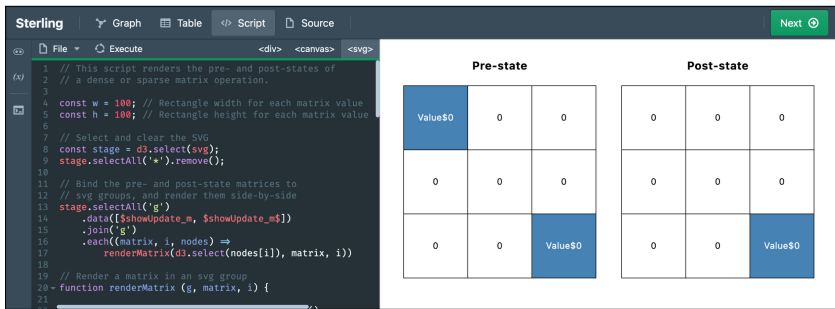 Sterling
Graph
Table
</> Script
Source
Next
File
Execute
<div>
<canvas>
<svg>
(x)
1 // This script renders the pre- and post-states of
2 // a dense or sparse matrix operation.
3
4 const w = 100; // Rectangle width for each matrix value
5 const h = 100; // Rectangle height for each matrix value
6
7 // Select and clear the SVG
8 const stage = d3.select(svg);
9 stage.selectAll('*').remove();
10
11 // Bind the pre- and post-state matrices to
12 // svg groups, and render them side-by-side
13 stage.selectAll('g')
14 .data([$showUpdate_m, $showUpdate_m$])
15 .join('g')
16 .each((matrix, i, nodes) ⇒
17 renderMatrix(d3.select(nodes[i]), matrix, i))
18
19 // Render a matrix in an svg group
20 function renderMatrix (g, matrix, i) {
21
Pre-state
Value$0 0 0
0 0 0
0 0 Value$0
Post-state
0 0 0
0 0 0
0 0 Value$0